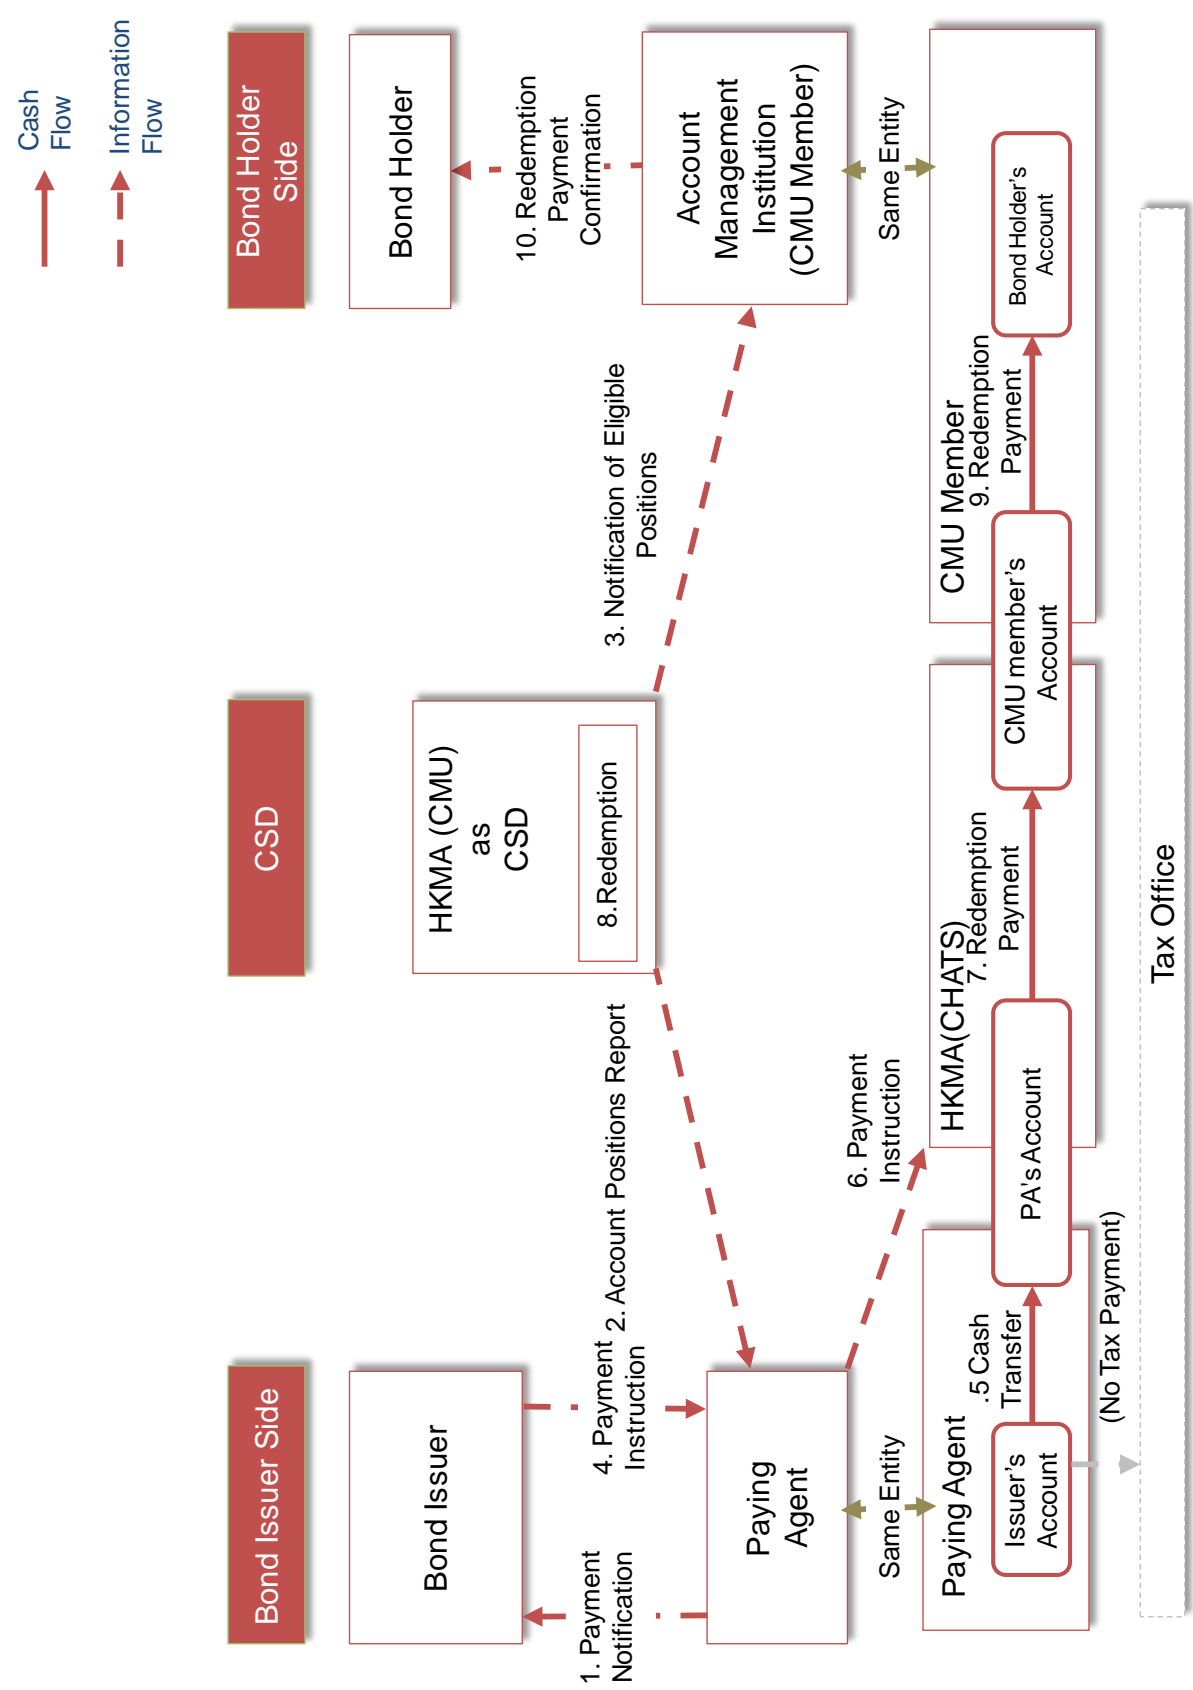 Cash
Flow
Information
Flow
Bond Issuer Side
CSD
Bond Holder
Side
Bond Issuer
HKMA (CMU)
as
CSD
8.Redemption
Bond Holder
1. Payment
Notification
4. Payment
Instruction
2. Account Positions Report
3. Notification of Eligible
Positions
10. Redemption
Payment
Confirmation
Paying
Agent
Account
Management
Institution
(CMU Member)
Same Entity
6. Payment
Instruction
Same Entity
Paying Agent
.5 Cash
Transfer
Issuer's
Account
HKMA(CHATS)
7. Redemption
Payment
PA's Account
CMU Member
9. Redemption
Payment
CMU member's
Account
Bond Holder's
Account
(No Tax Payment)
Tax Office